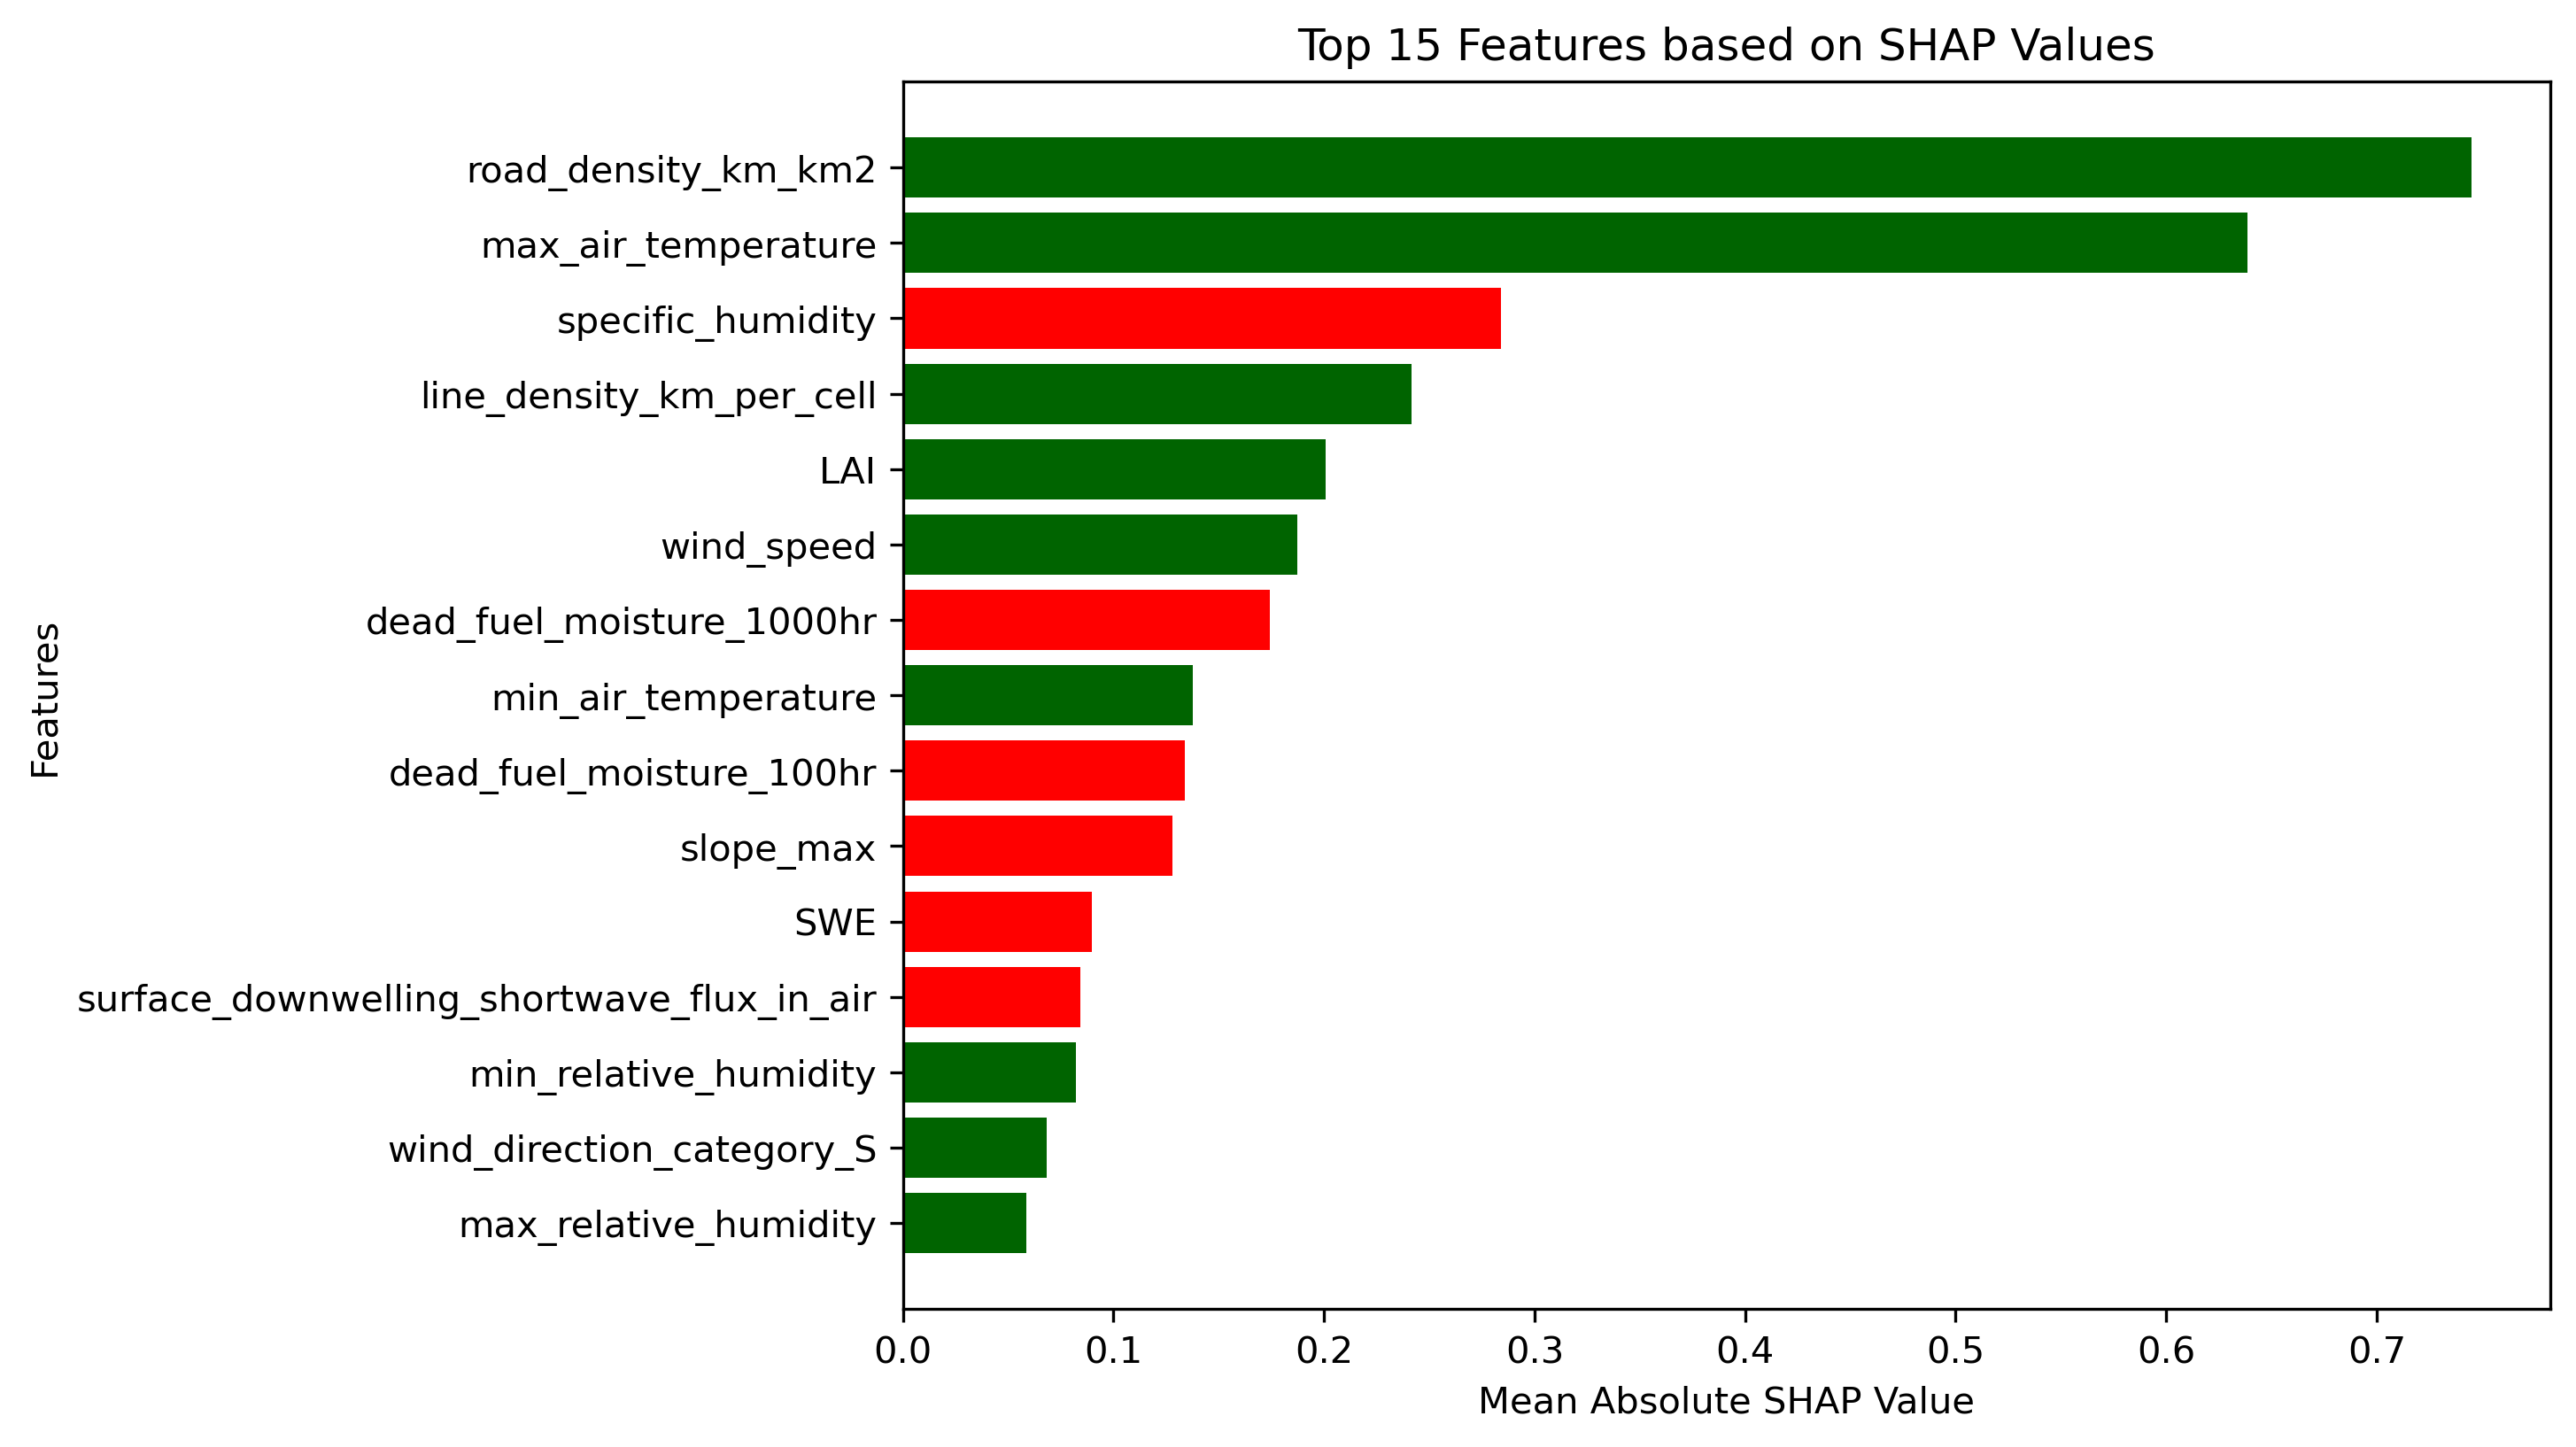 Top 15 Features based on SHAP Values
road_density_km_km2
max_air_temperature
specific_humidity
line_density_km_per_cell
LAI
wind_speed
dead_fuel_moisture_1000hr
min_air_temperature
dead_fuel_moisture_100hr
slope_max
SWE
surface_downwelling_shortwave_flux_in_air
min_relative_humidity
wind_direction_category_S
max_relative_humidity
Features
0.0 0.1 0.2 0.3 0.4 0.5 0.6 0.7
Mean Absolute SHAP Value